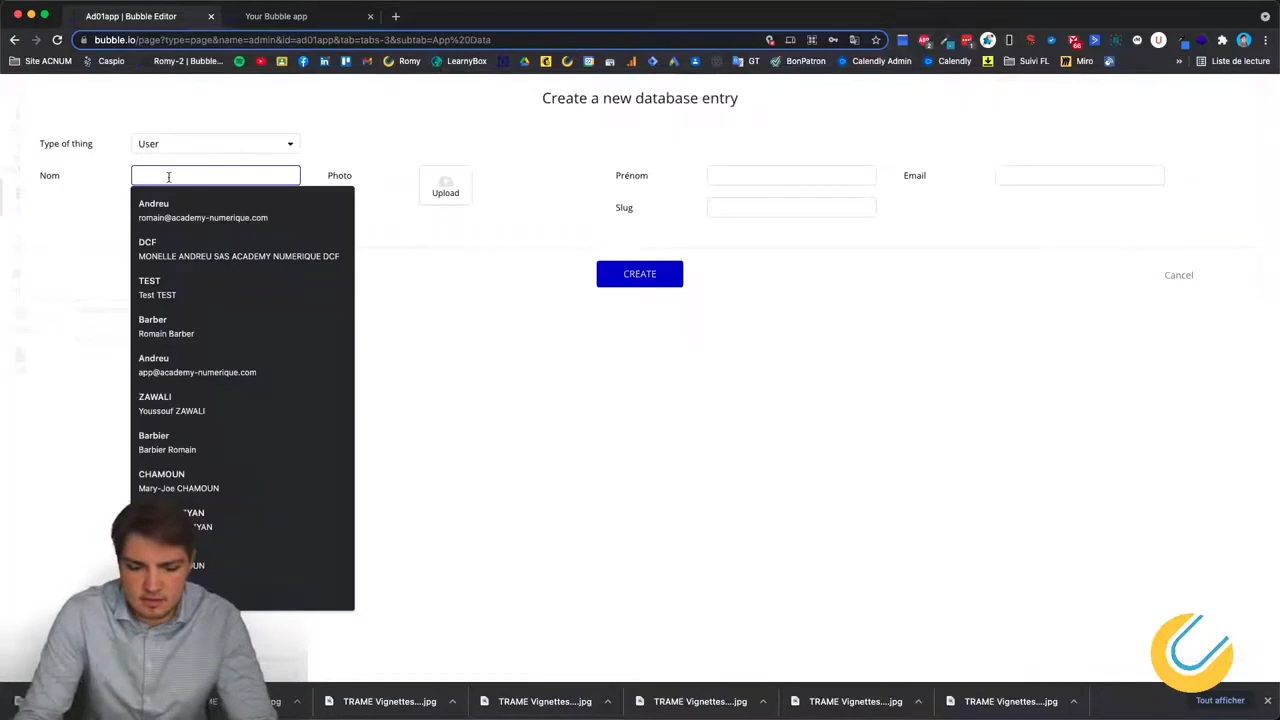 Ad01app | Bubble Editor
Your Bubble app
bubble.io/page?type=page&name=admin&id=ad01app&tab=tabs-3&subtab=App%20Data
Site ACNUM
Caspio
Romy-2 | Bubble...
Romy
LearnyBox
GT
BonPatron
Calendly Admin
Calendly
Suivi FL
Miro
»
Liste de lecture
Create a new database entry
Type of thing
User
Nom
Photo
Upload
Prénom
Email
Slug
Andreu
romain@academy-numerique.com
DCF
MONELLE ANDREU SAS ACADEMY NUMERIQUE DCF
TEST
Test TEST
Barber
Romain Barber
Andreu
app@academy-numerique.com
ZAWALI
Youssouf ZAWALI
Barbier
Barbier Romain
CHAMOUN
Mary-Joe CHAMOUN
CREATE
Cancel
TRAME Vignettes....jpg
TRAME Vignettes....jpg
TRAME Vignettes....jpg
TRAME Vignettes....jpg
TRAME Vignettes....jpg
Tout afficher